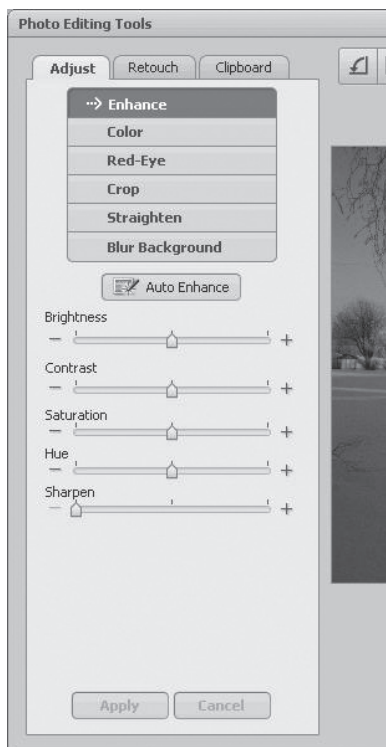 Photo Editing Tools
Adjust Retouch Clipboard
Enhance
Color
Red-Eye
Crop
Straighten
Blur Background
Auto Enhance
Brightness
− +
Contrast
− +
Saturation
− +
Hue
− +
Sharpen
− +
Apply Cancel